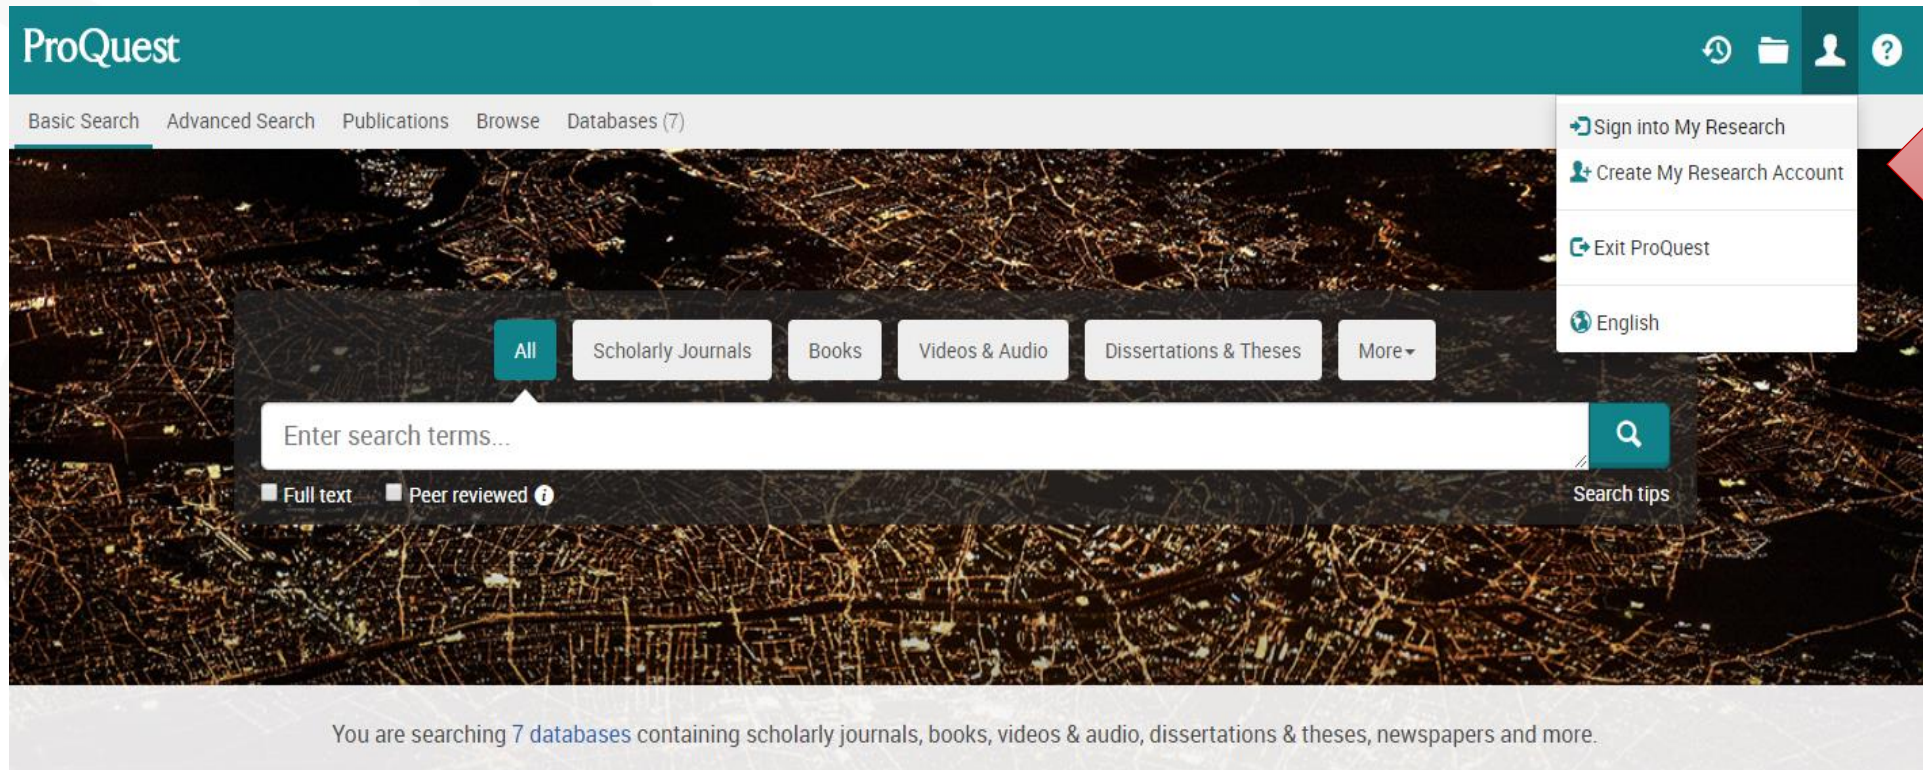 ProQuest
Basic Search Advanced Search Publications Browse Databases (7)
Sign into My Research
Create My Research Account
Exit ProQuest
English
All Scholarly Journals Books Videos & Audio Dissertations & Theses More
Enter search terms...
Full text Peer reviewed
Search tips
You are searching 7 databases containing scholarly journals, books, videos & audio, dissertations & theses, newspapers and more.